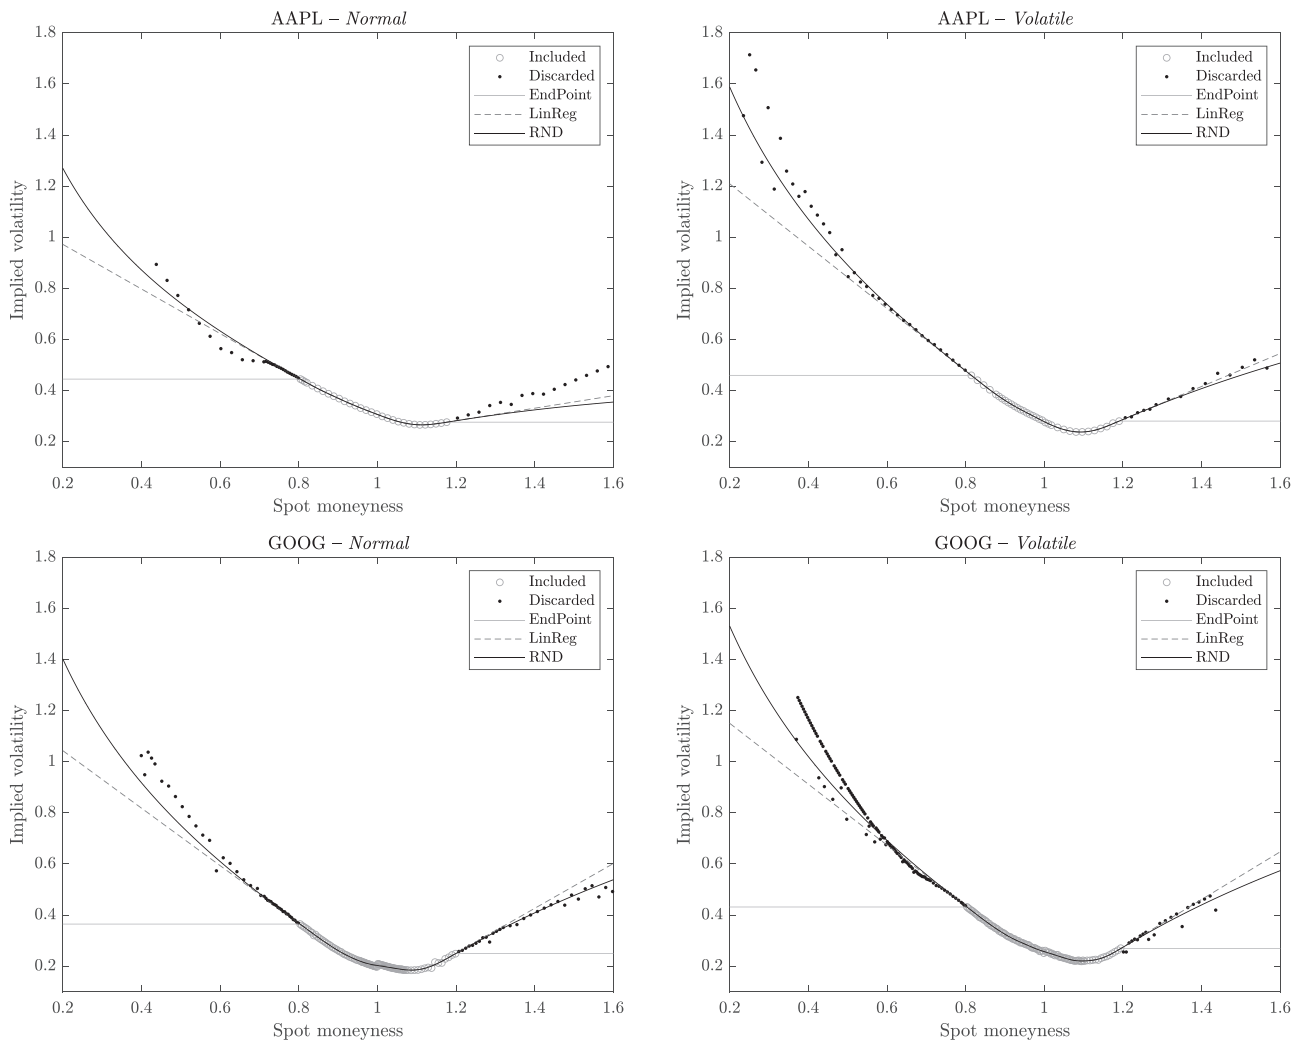 AAPL – Normal
1.8
1.6
1.4
1.2
1
0.8
0.6
0.4
0.2
Implied volatility
Included
Discarded
EndPoint
LinReg
RND
0.2 0.4 0.6 0.8 1 1.2 1.4 1.6
Spot moneyness
AAPL – Volatile
1.8
1.6
1.4
1.2
1
0.8
0.6
0.4
0.2
Implied volatility
Included
Discarded
EndPoint
LinReg
RND
0.2 0.4 0.6 0.8 1 1.2 1.4 1.6
Spot moneyness
GOOG – Normal
1.8
1.6
1.4
1.2
1
0.8
0.6
0.4
0.2
Implied volatility
Included
Discarded
EndPoint
LinReg
RND
0.2 0.4 0.6 0.8 1 1.2 1.4 1.6
Spot moneyness
GOOG – Volatile
1.8
1.6
1.4
1.2
1
0.8
0.6
0.4
0.2
Implied volatility
Included
Discarded
EndPoint
LinReg
RND
0.2 0.4 0.6 0.8 1 1.2 1.4 1.6
Spot moneyness